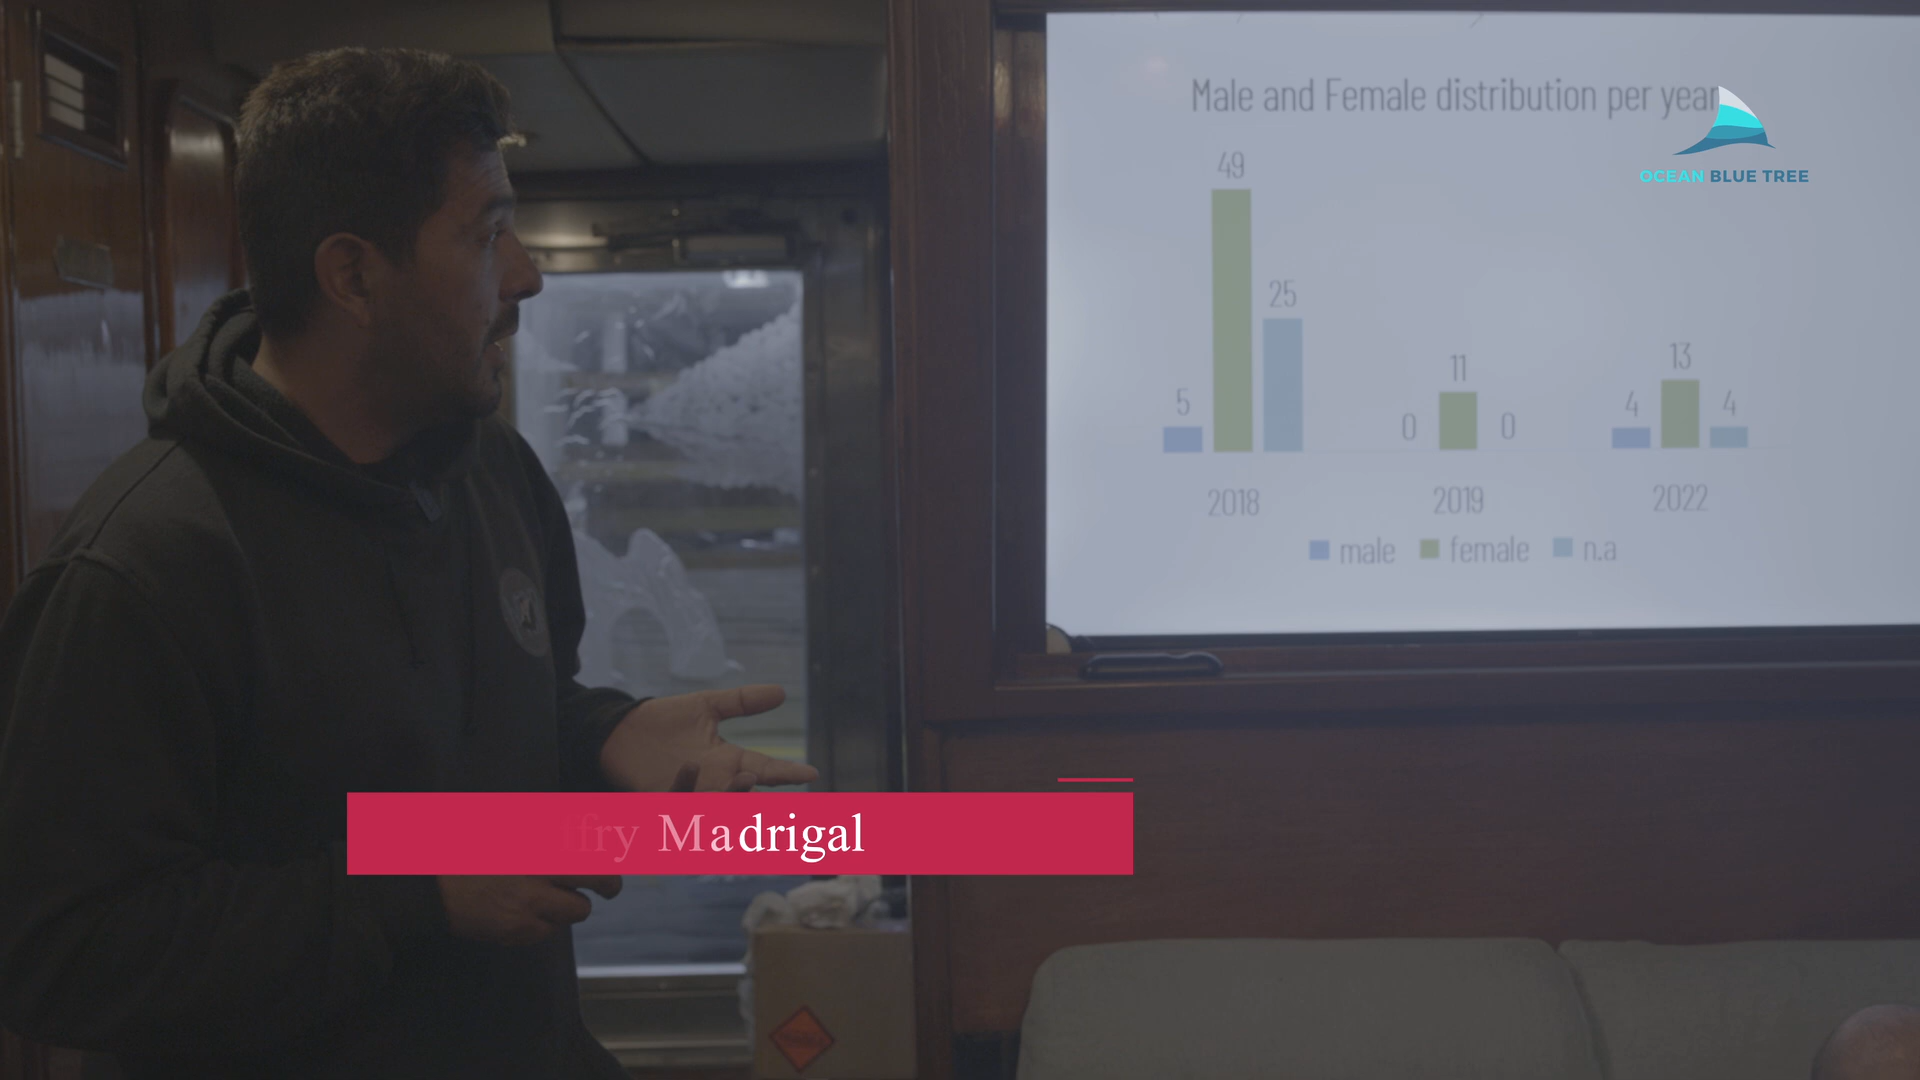 Male and Female distribution per year
OCEAN BLUE TREE
49
25
5
0
11
0
4
13
4
2018
2019
2022
male
female
n.a
Madrigal